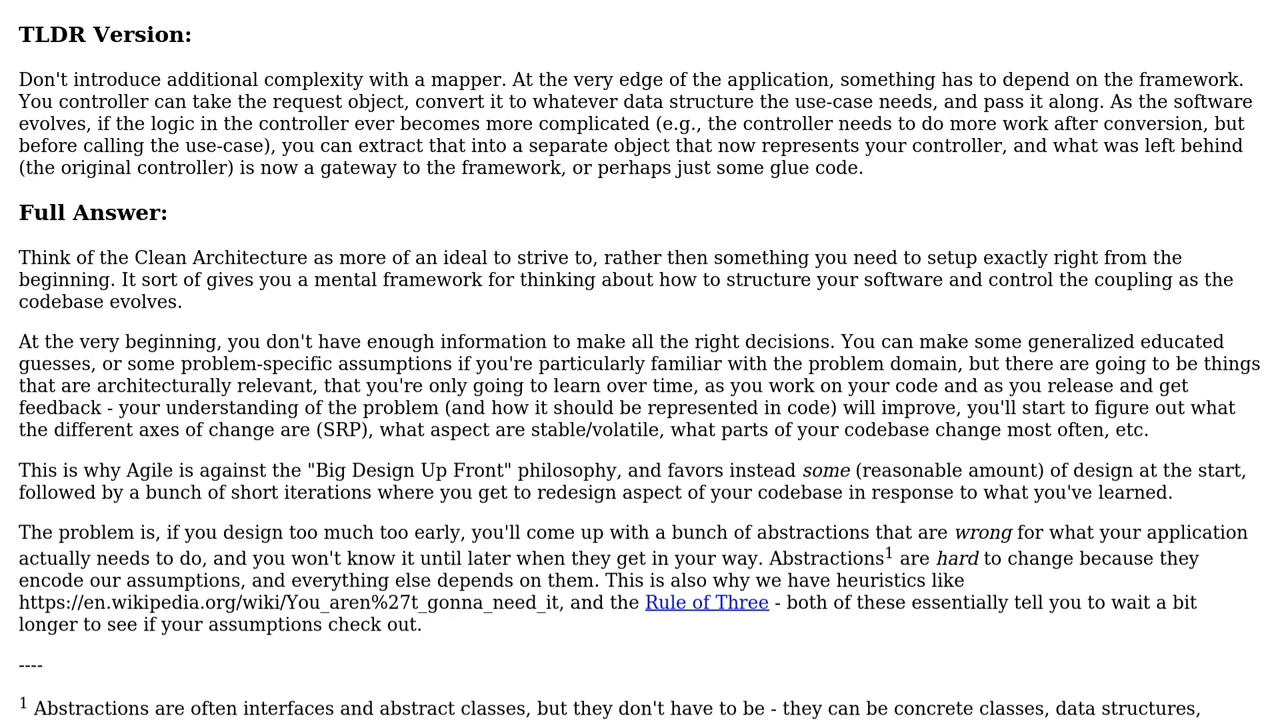 TLDR Version:
Don't introduce additional complexity with a mapper. At the very edge of the application, something has to depend on the framework.
You controller can take the request object, convert it to whatever data structure the use-case needs, and pass it along. As the software
evolves, if the logic in the controller ever becomes more complicated (e.g., the controller needs to do more work after conversion, but
before calling the use-case), you can extract that into a separate object that now represents your controller, and what was left behind
(the original controller) is now a gateway to the framework, or perhaps just some glue code.
Full Answer:
Think of the Clean Architecture as more of an ideal to strive to, rather then something you need to setup exactly right from the
beginning. It sort of gives you a mental framework for thinking about how to structure your software and control the coupling as the
codebase evolves.
At the very beginning, you don't have enough information to make all the right decisions. You can make some generalized educated
guesses, or some problem-specific assumptions if you're particularly familiar with the problem domain, but there are going to be things
that are architecturally relevant, that you're only going to learn over time, as you work on your code and as you release and get
feedback - your understanding of the problem (and how it should be represented in code) will improve, you'll start to figure out what
the different axes of change are (SRP), what aspect are stable/volatile, what parts of your codebase change most often, etc.
This is why Agile is against the "Big Design Up Front" philosophy, and favors instead some (reasonable amount) of design at the start,
followed by a bunch of short iterations where you get to redesign aspect of your codebase in response to what you've learned.
The problem is, if you design too much too early, you'll come up with a bunch of abstractions that are wrong for what your application
actually needs to do, and you won't know it until later when they get in your way. Abstractions1 are hard to change because they
encode our assumptions, and everything else depends on them. This is also why we have heuristics like
https://en.wikipedia.org/wiki/You_aren%27t_gonna_need_it, and the Rule of Three - both of these essentially tell you to wait a bit
longer to see if your assumptions check out.
----
1 Abstractions are often interfaces and abstract classes, but they don't have to be - they can be concrete classes, data structures,